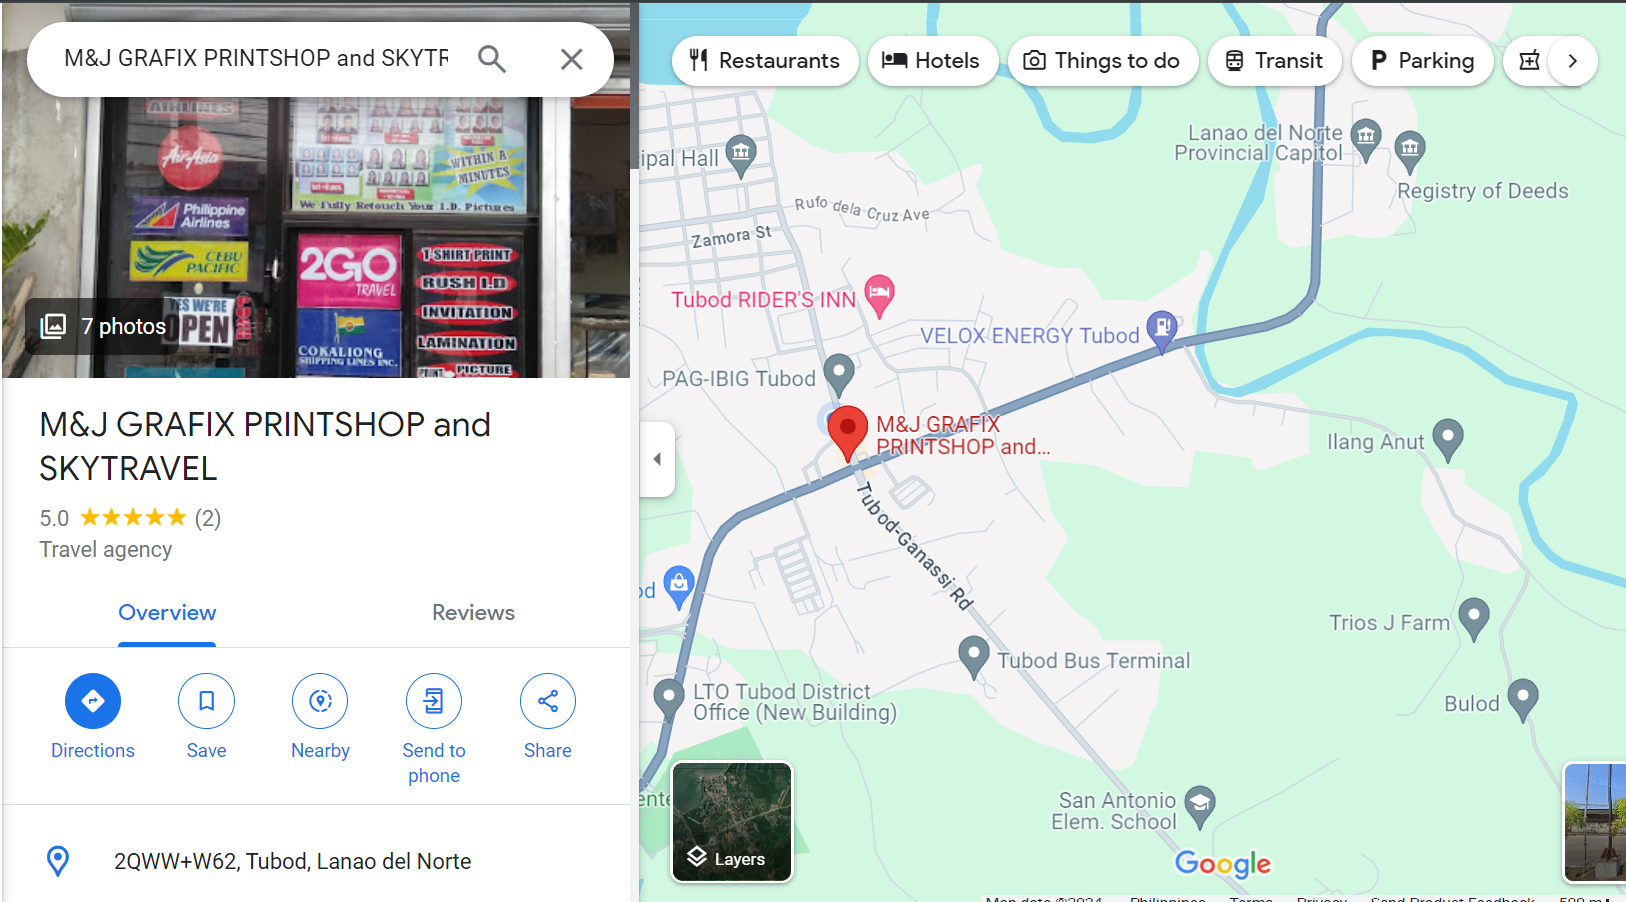 M&J GRAFIX PRINTSHOP and SKYTR
AIRLINES
AirAsia
Philippine
Airlines
CEBU
PACIFIC
YES WE'RE
OPEN
WITHIN A
MINUTES
We Fully Retouch Your I.D. Pictures
2GO
TRAVEL
COKALIONG
SHIPPING LINES INC.
T-SHIRT PRINT
RUSH I.D
INVITATION
LAMINATION
PRINT
PICTURE
7 photos
M&J GRAFIX PRINTSHOP and
SKYTRAVEL
5.0 ★★★★★ (2)
Travel agency
Overview
Reviews
Directions
Save
Nearby
Send to
phone
Share
2QWW+W62, Tubod, Lanao del Norte
Restaurants
Hotels
Things to do
Transit
P Parking
ipal Hall
Lanao del Norte
Provincial Capitol
Registry of Deeds
Rufo dela Cruz Ave
Zamora St
Tubod RIDER'S INN
VELOX ENERGY Tubod
PAG-IBIG Tubod
M&J GRAFIX
PRINTSHOP and...
Ilang Anut
Tubod-Ganassi Rd
od
Trios J Farm
Tubod Bus Terminal
LTO Tubod District
Office (New Building)
Bulod
ente
San Antonio
Elem. School
Layers
Google
Map data ©2024
Philippines
Terms
Privacy
Send Product Feedback
500 m